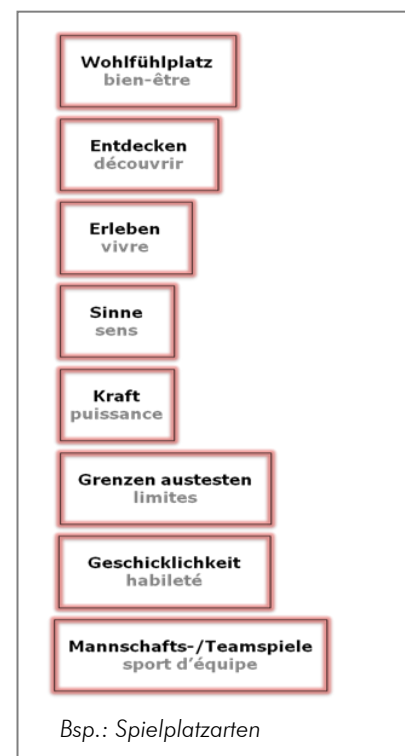 Wohlfühlplatz
bien-être
Entdecken
découvrir
Erleben
vivre
Sinne
sens
Kraft
puissance
Grenzen austesten
limites
Geschicklichkeit
habileté
Mannschafts-/Teamspiele
sport d'équipe
Bsp.: Spielplatzarten